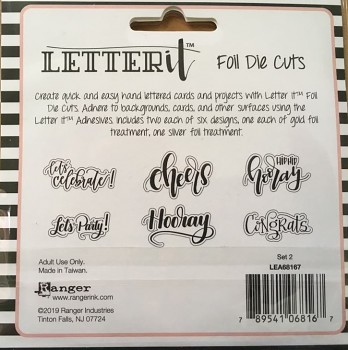 LETTERit™ Foil Die Cuts
Create quick and easy hand lettered cards and projects with Letter It™ Foil
Die Cuts. Adhere to backgrounds, cards, and other surfaces using the
Letter It™ Adhesives includes two each of six designs, one each of gold foil
treatment, one silver foil treatment.
let's celebrate! cheers HIP HIP hooray
let's Party! Hooray CONGRATS
Adult Use Only.
Made in Taiwan.
Set 2
LEA68167
Ranger
www.rangerink.com
©2019 Ranger Industries
Tinton Falls, NJ 07724
7 89541 06816 7